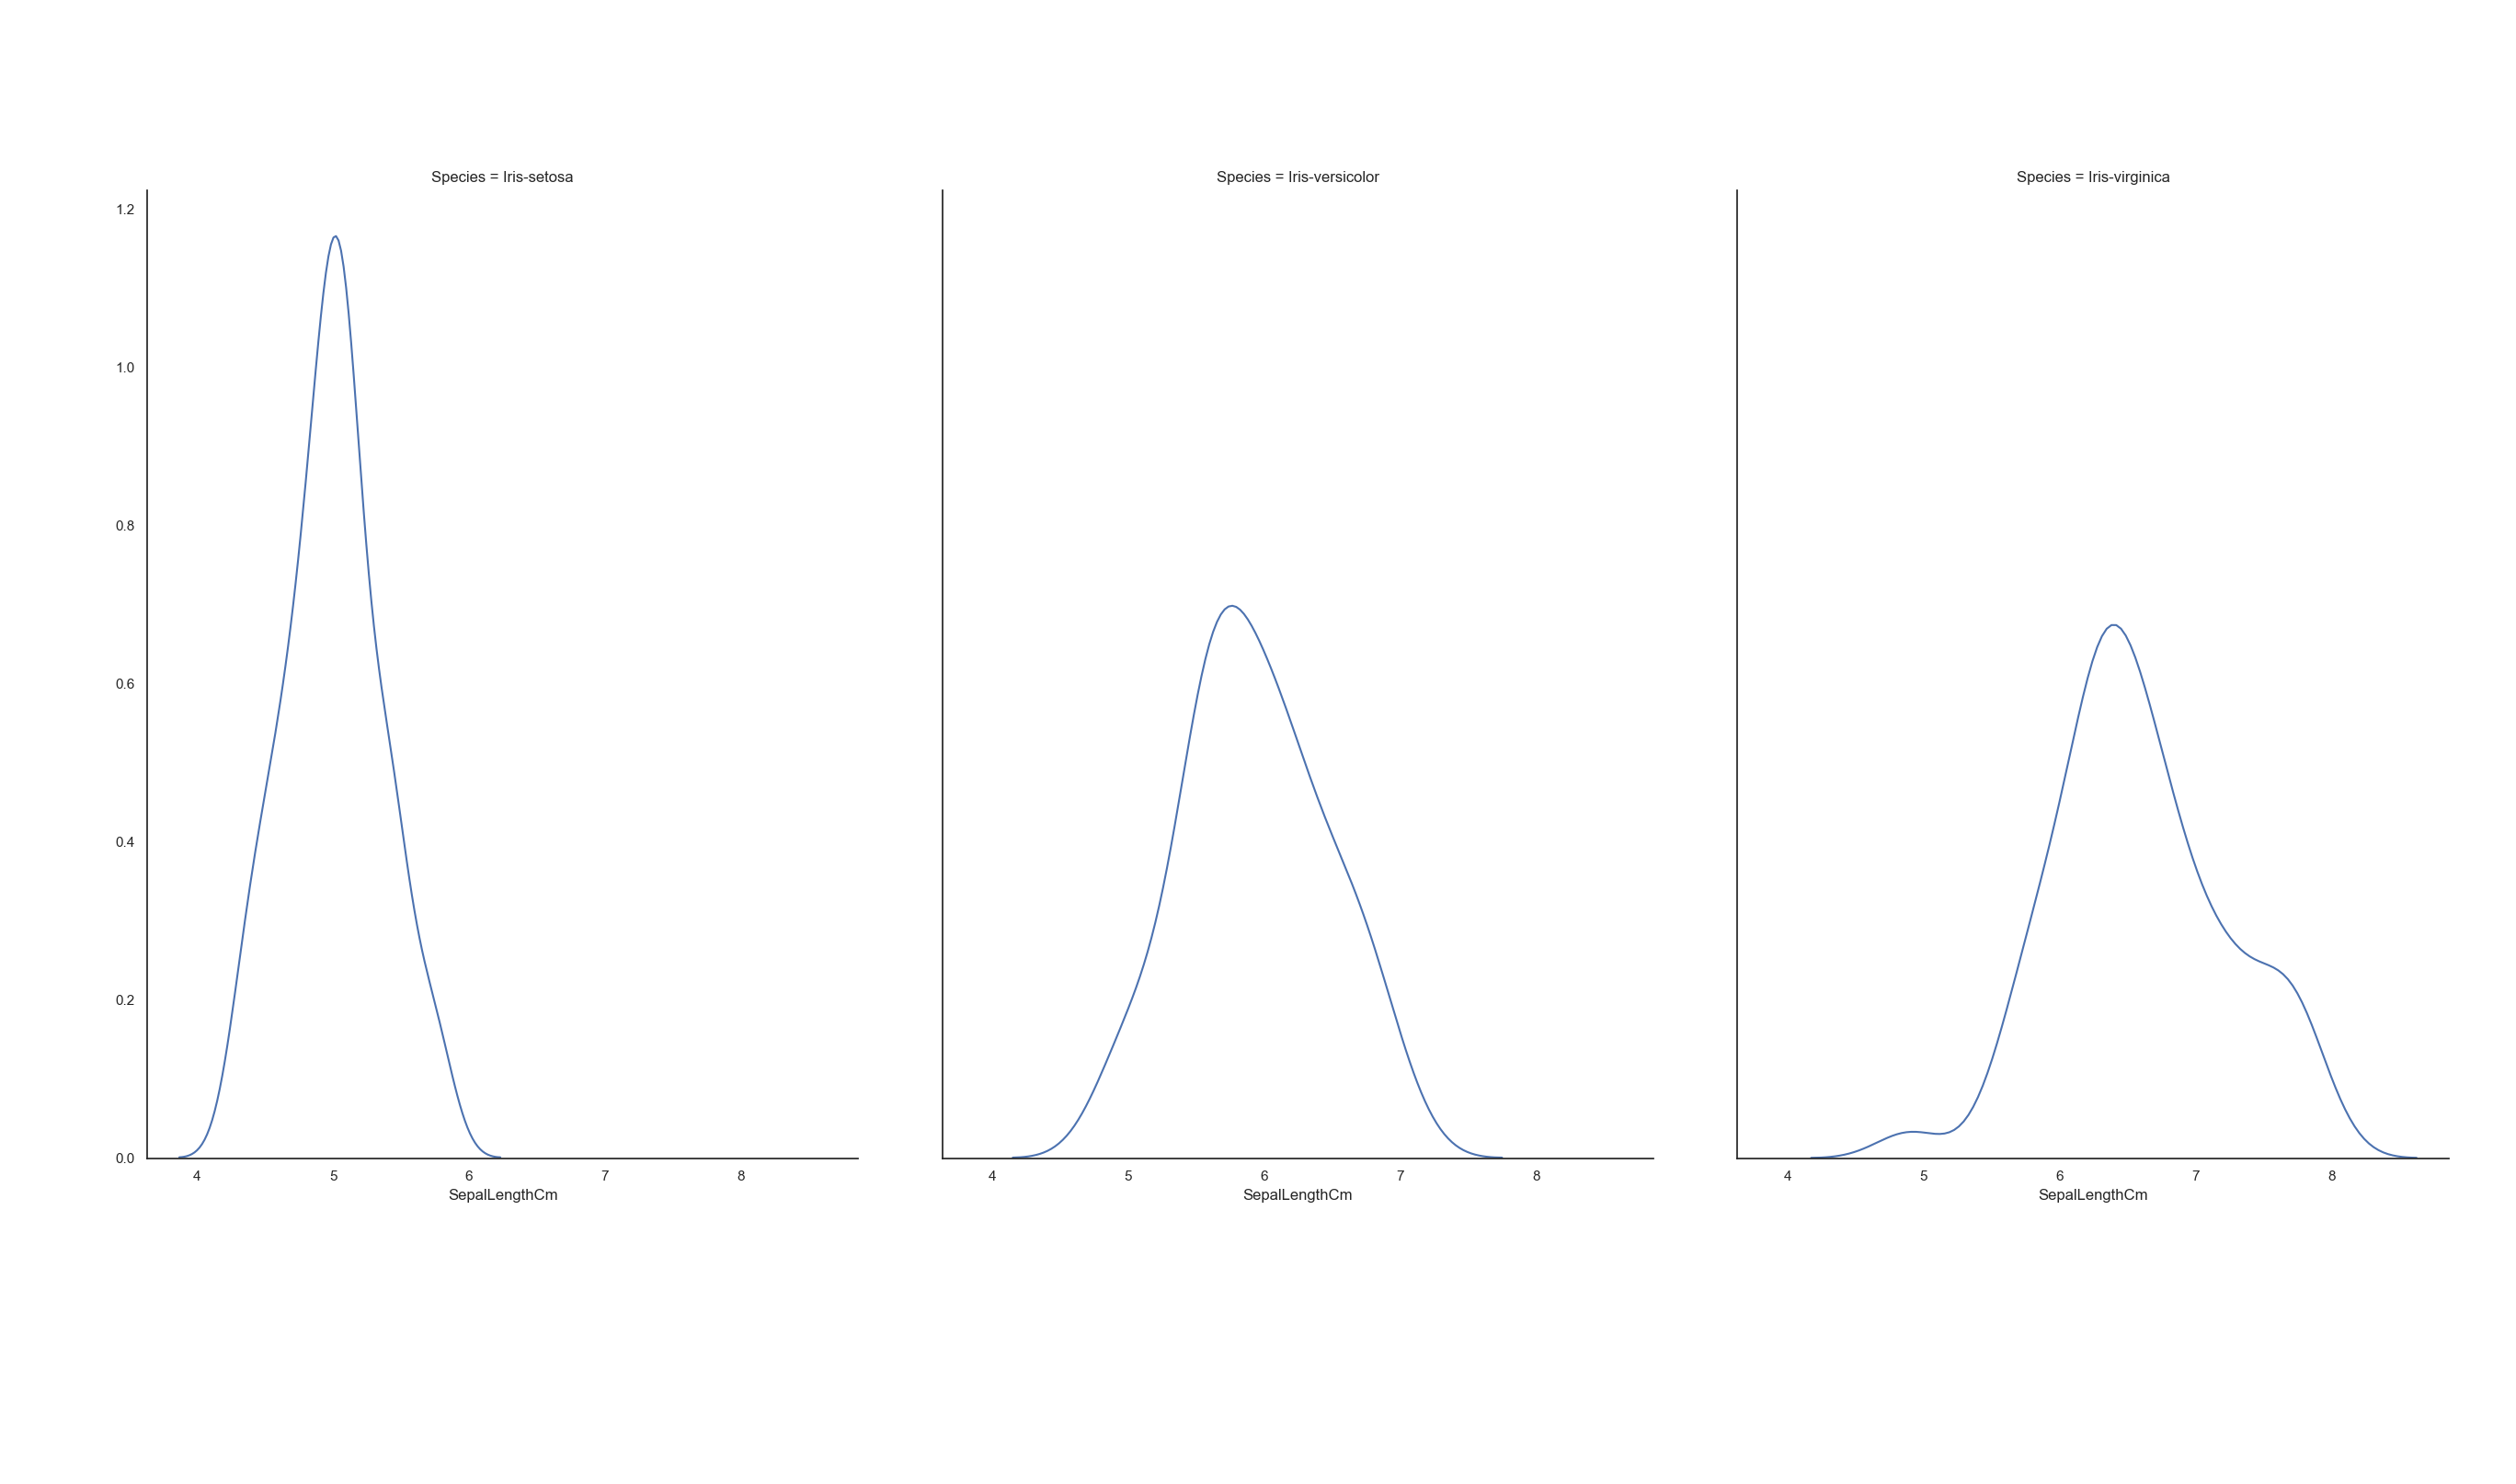 Species = Iris-setosa
Species = Iris-versicolor
Species = Iris-virginica
1.2
1.0
0.8
0.6
0.4
0.2
0.0
4 5 6 7 8
4 5 6 7 8
4 5 6 7 8
SepalLengthCm
SepalLengthCm
SepalLengthCm